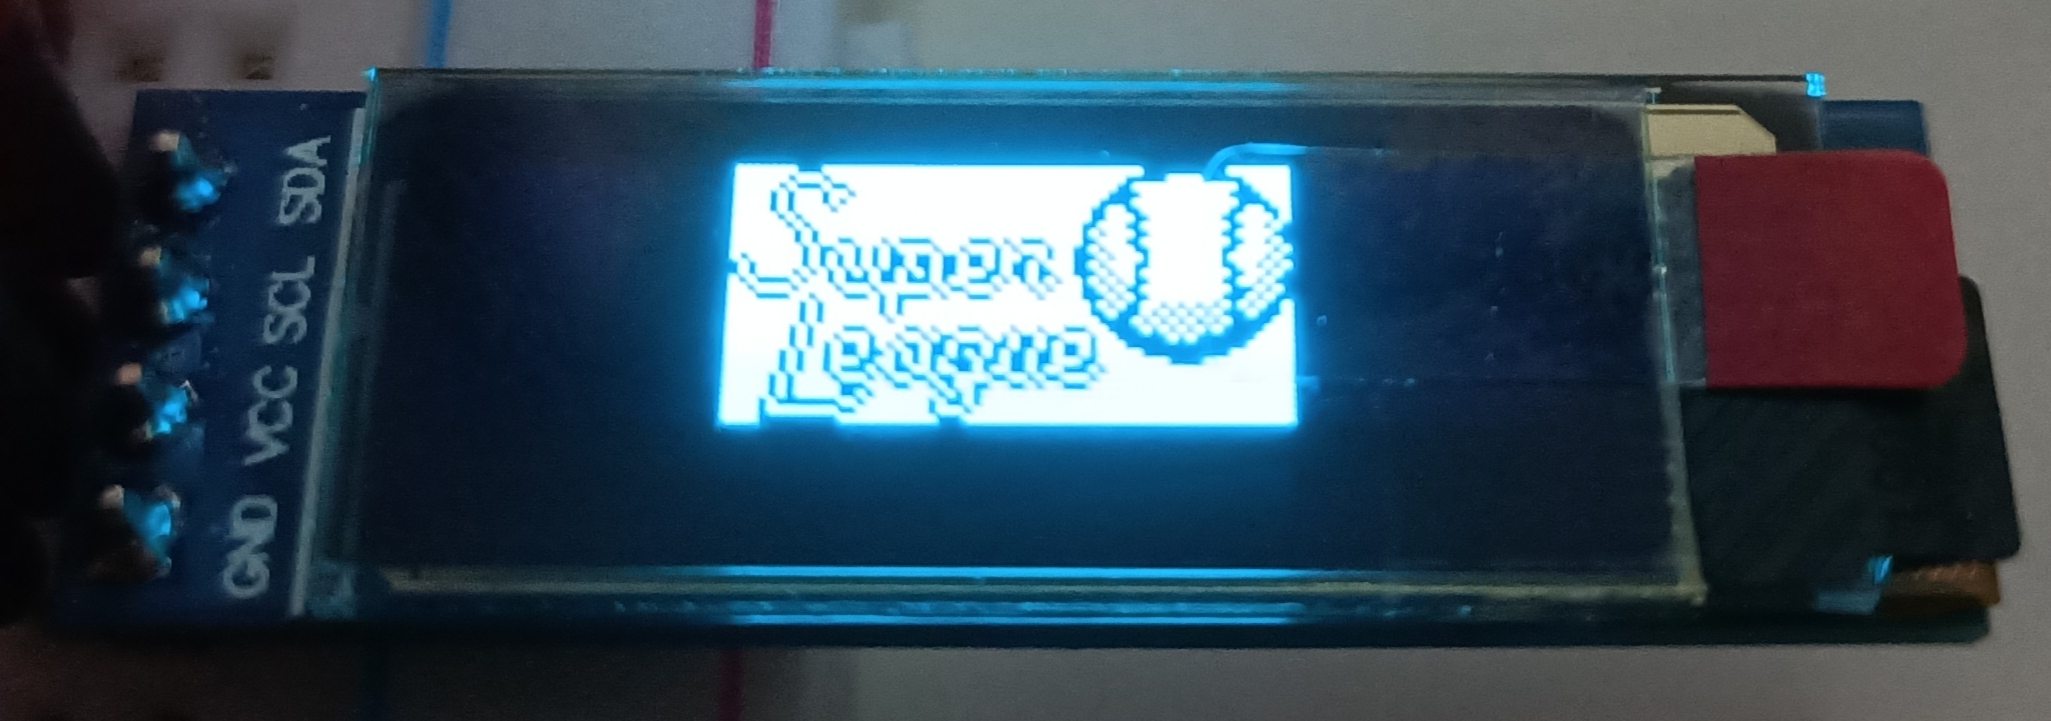 GND VCC SCL SDA
Super
League